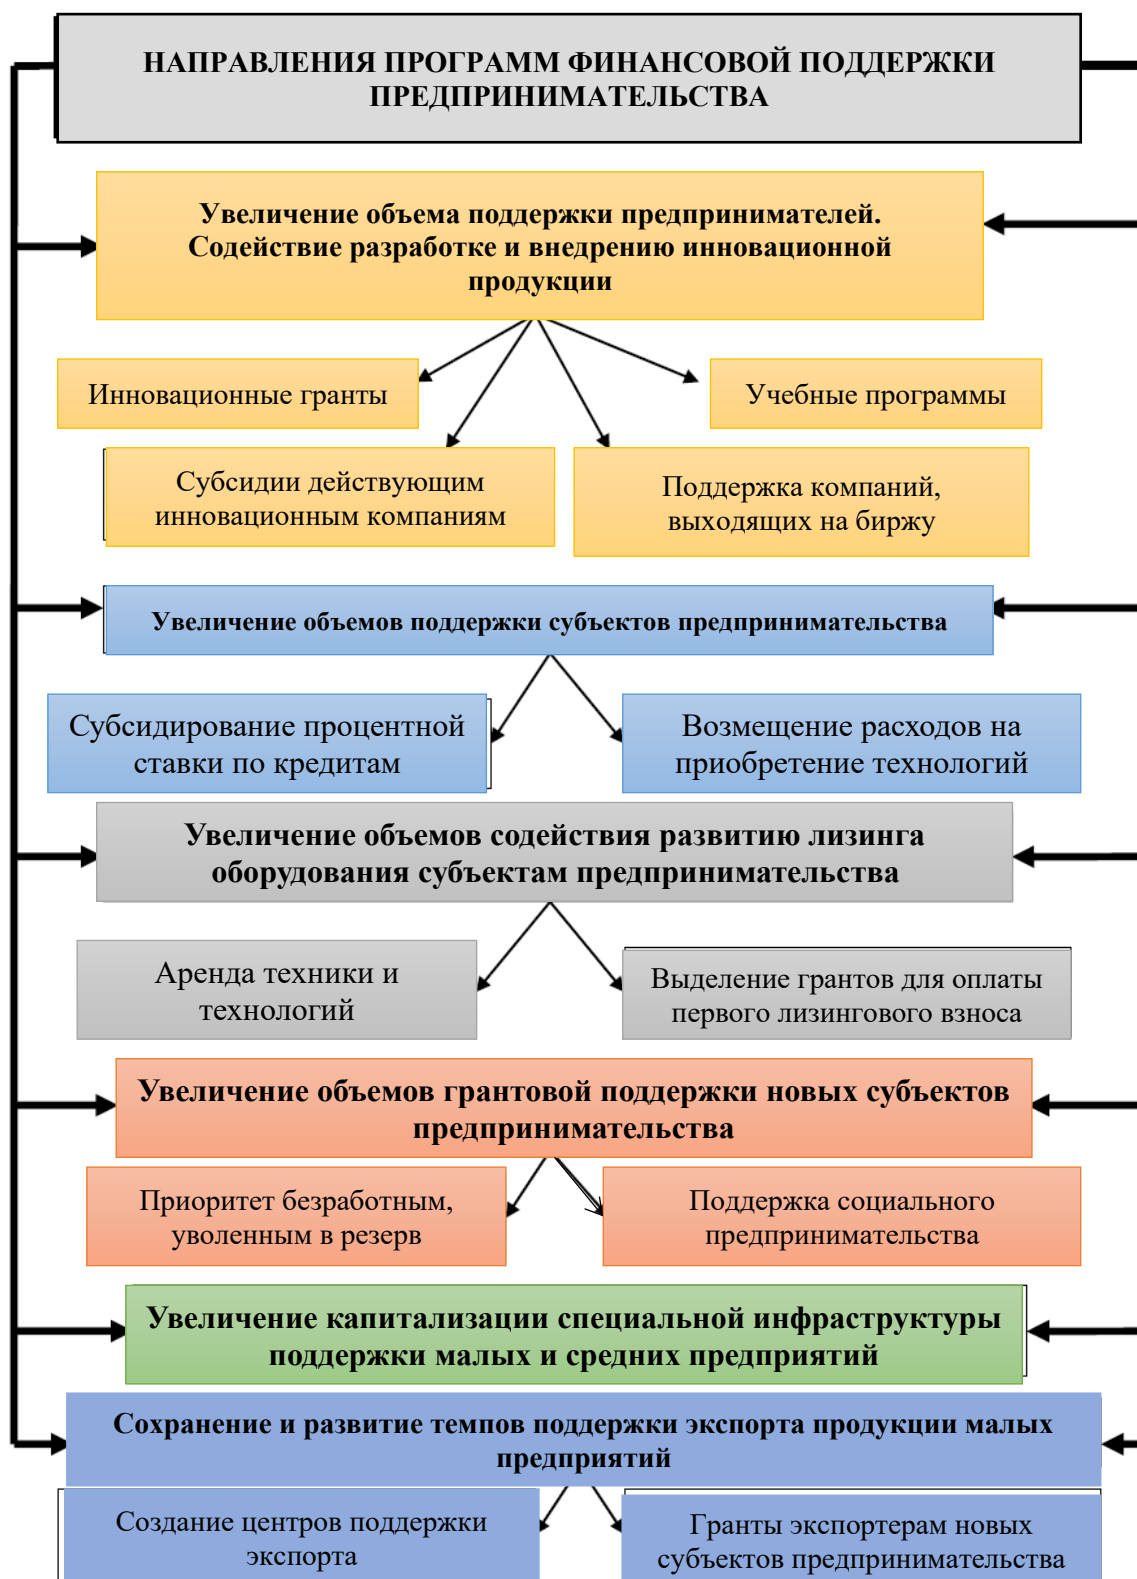 НАПРАВЛЕНИЯ ПРОГРАММ ФИНАНСОВОЙ ПОДДЕРЖКИ
ПРЕДПРИНИМАТЕЛЬСТВА
Увеличение объема поддержки предпринимателей.
Содействие разработке и внедрению инновационной
продукции
Инновационные гранты
Учебные программы
Субсидии действующим
инновационным компаниям
Поддержка компаний,
выходящих на биржу
Увеличение объемов поддержки субъектов предпринимательства
Субсидирование процентной
ставки по кредитам
Возмещение расходов на
приобретение технологий
Увеличение объемов содействия развитию лизинга
оборудования субъектам предпринимательства
Аренда техники и
технологий
Выделение грантов для оплаты
первого лизингового взноса
Увеличение объемов грантовой поддержки новых субъектов
предпринимательства
Приоритет безработным,
уволенным в резерв
Поддержка социального
предпринимательства
Увеличение капитализации специальной инфраструктуры
поддержки малых и средних предприятий
Сохранение и развитие темпов поддержки экспорта продукции малых
предприятий
Создание центров поддержки
экспорта
Гранты экспортерам новых
субъектов предпринимательства